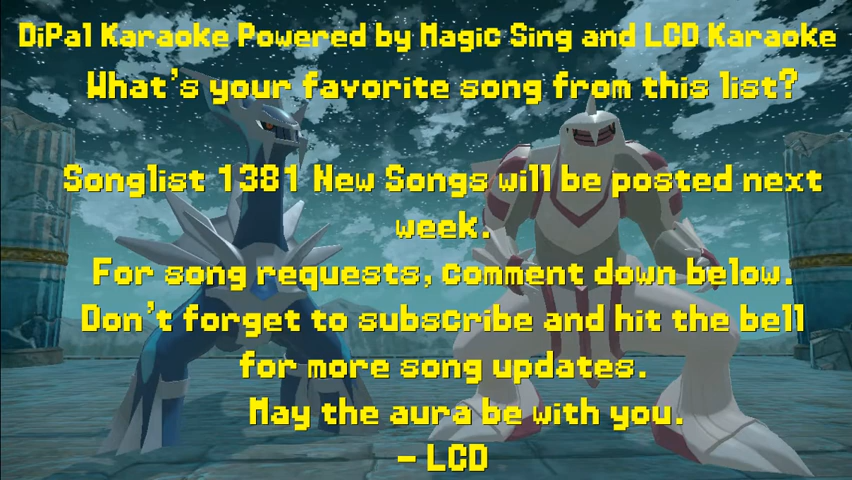 DiPal Karaoke Powered by Magic Sing and LCD Karaoke
What's your favorite song from this list?
Songlist 1381 New Songs will be posted next
week.
For song requests, comment down below.
Don't forget to subscribe and hit the bell
for more song updates.
May the aura be with you.
- LCD